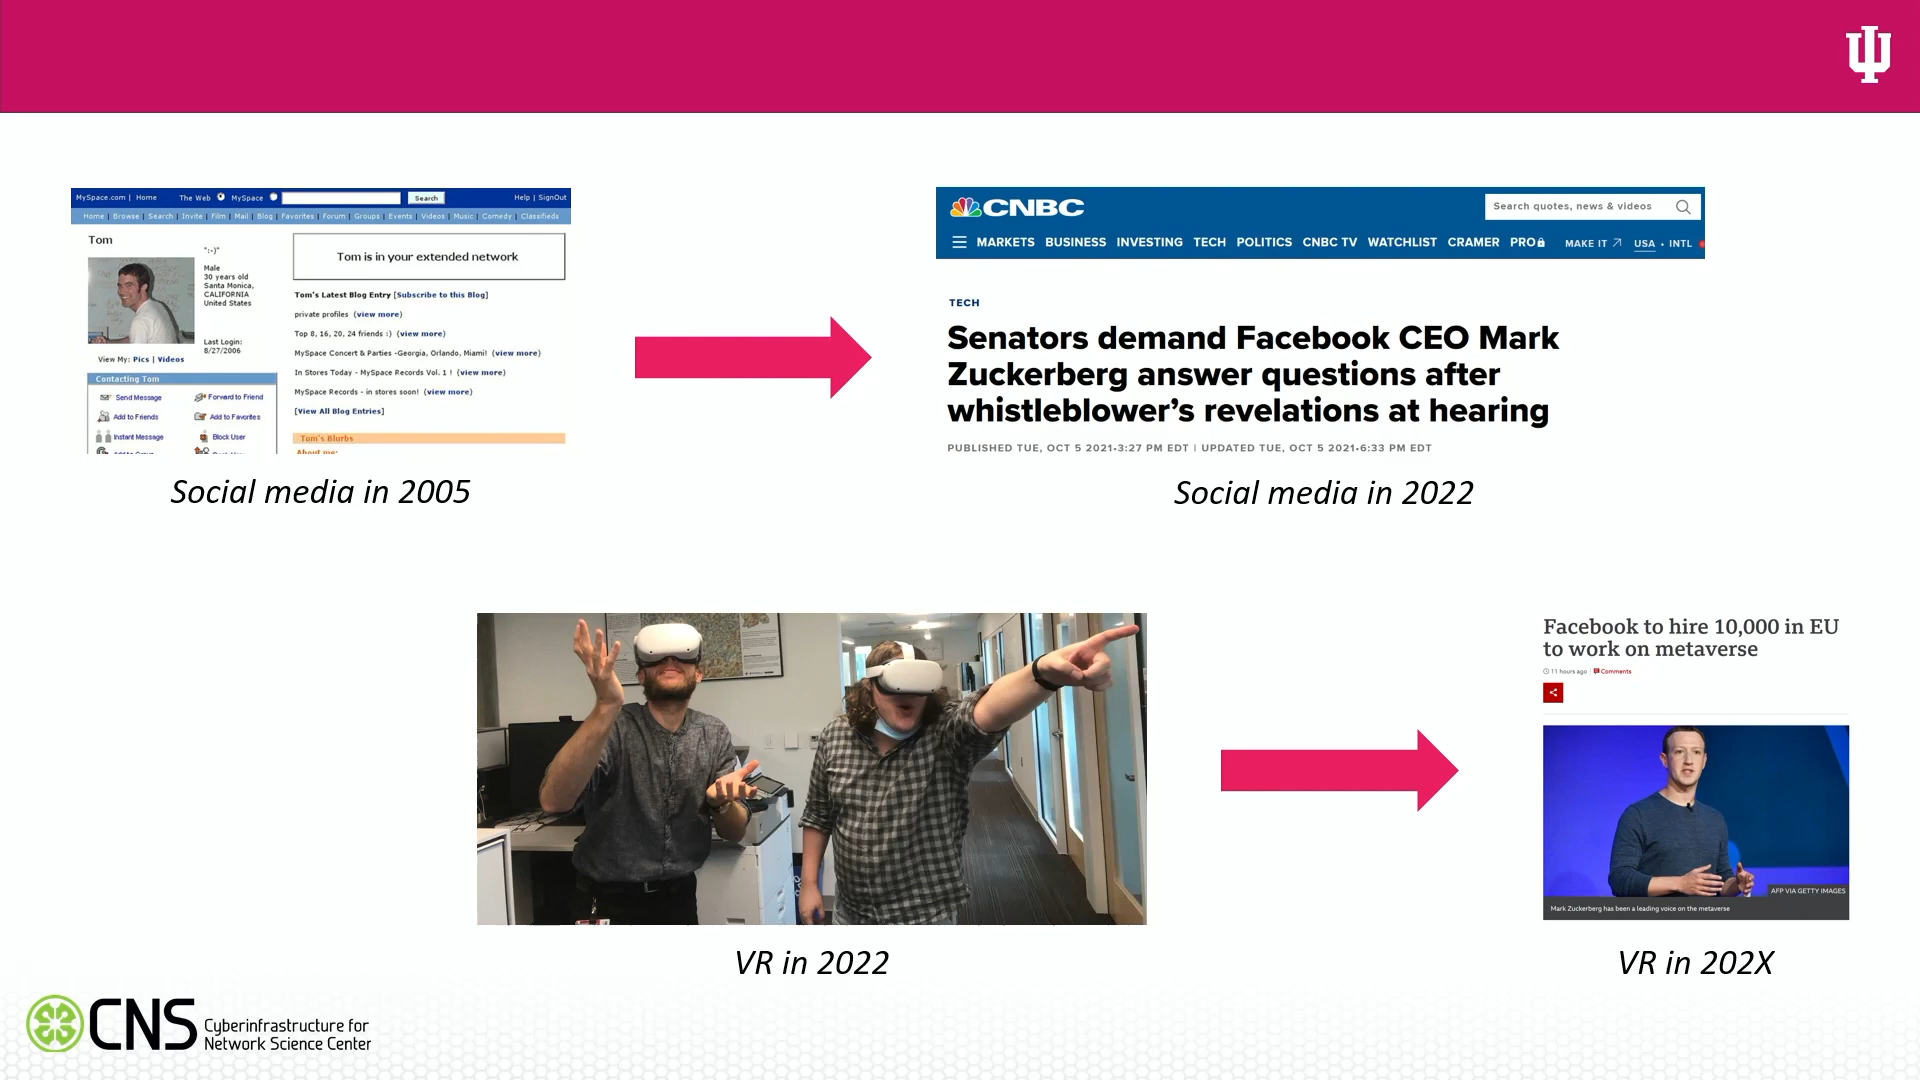 MySpace.com | Home The Web MySpace Search Help | SignOut
Home | Browse | Search | Invite | Film | Mail | Blog | Favorites | Forum | Groups | Events | Videos | Music | Comedy | Classifieds
Tom
":-)"
Male
30 years old
Santa Monica,
CALIFORNIA
United States
Last Login:
8/27/2006
View My: Pics | Videos
Contacting Tom
Send Message Forward to Friend
Add to Friends Add to Favorites
Instant Message Block User
Tom is in your extended network
Tom's Latest Blog Entry [Subscribe to this Blog]
private profiles (view more)
Top 8, 16, 20, 24 friends :) (view more)
MySpace Concert & Parties -Georgia, Orlando, Miami! (view more)
In Stores Today - MySpace Records Vol. 1 ! (view more)
MySpace Records - in stores soon! (view more)
[View All Blog Entries]
Tom's Blurbs
About me:
Social media in 2005
CNBC
Search quotes, news & videos
MARKETS BUSINESS INVESTING TECH POLITICS CNBC TV WATCHLIST CRAMER PRO MAKE IT USA • INTL
TECH
Senators demand Facebook CEO Mark
Zuckerberg answer questions after
whistleblower’s revelations at hearing
PUBLISHED TUE, OCT 5 2021•3:27 PM EDT | UPDATED TUE, OCT 5 2021•6:33 PM EDT
Social media in 2022
VR in 2022
Facebook to hire 10,000 in EU
to work on metaverse
11 hours ago | Comments
AFP VIA GETTY IMAGES
Mark Zuckerberg has been a leading voice on the metaverse
VR in 202X
CNS
Cyberinfrastructure for
Network Science Center